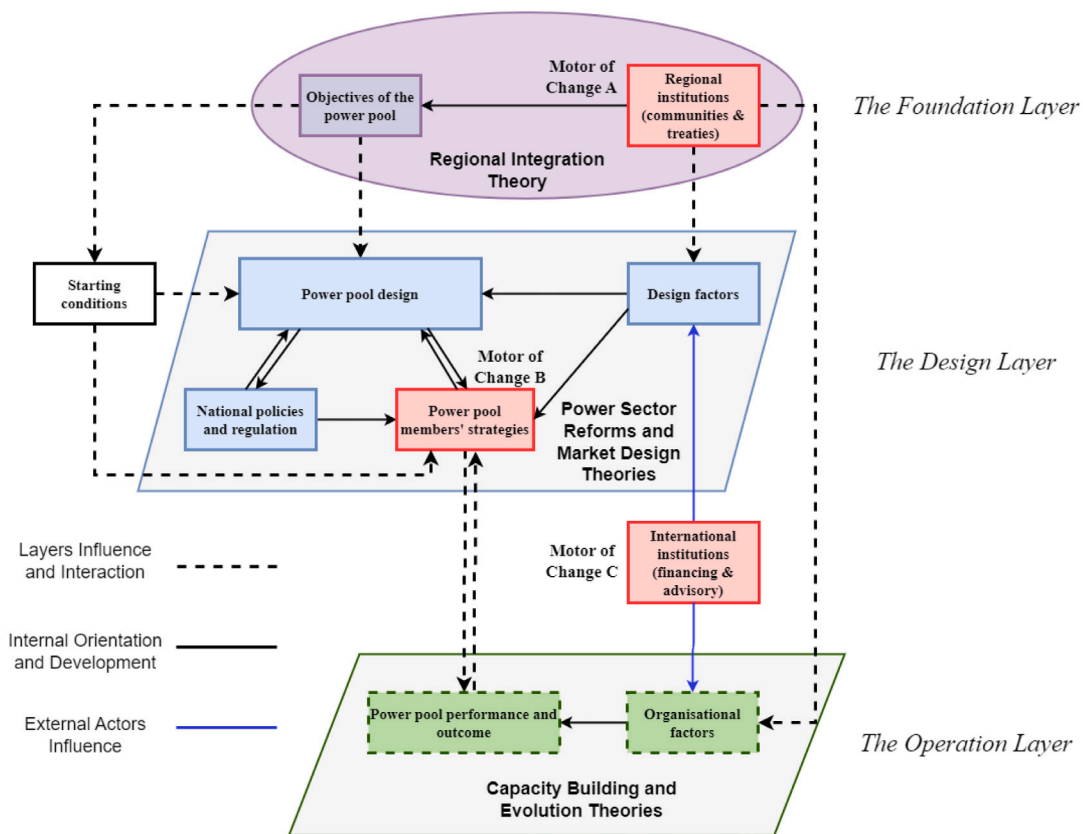 Motor of
Change A
Objectives of the
power pool
Regional
institutions
(communities &
treaties)
The Foundation Layer
Regional Integration
Theory
Starting
conditions
Power pool design
Design factors
Motor of
Change B
The Design Layer
National policies
and regulation
Power pool
members' strategies
Power Sector
Reforms and
Market Design
Theories
Layers Influence
and Interaction
Motor of
Change C
International
institutions
(financing &
advisory)
Internal Orientation
and Development
External Actors
Influence
Power pool performance and
outcome
Organisational
factors
The Operation Layer
Capacity Building and
Evolution Theories